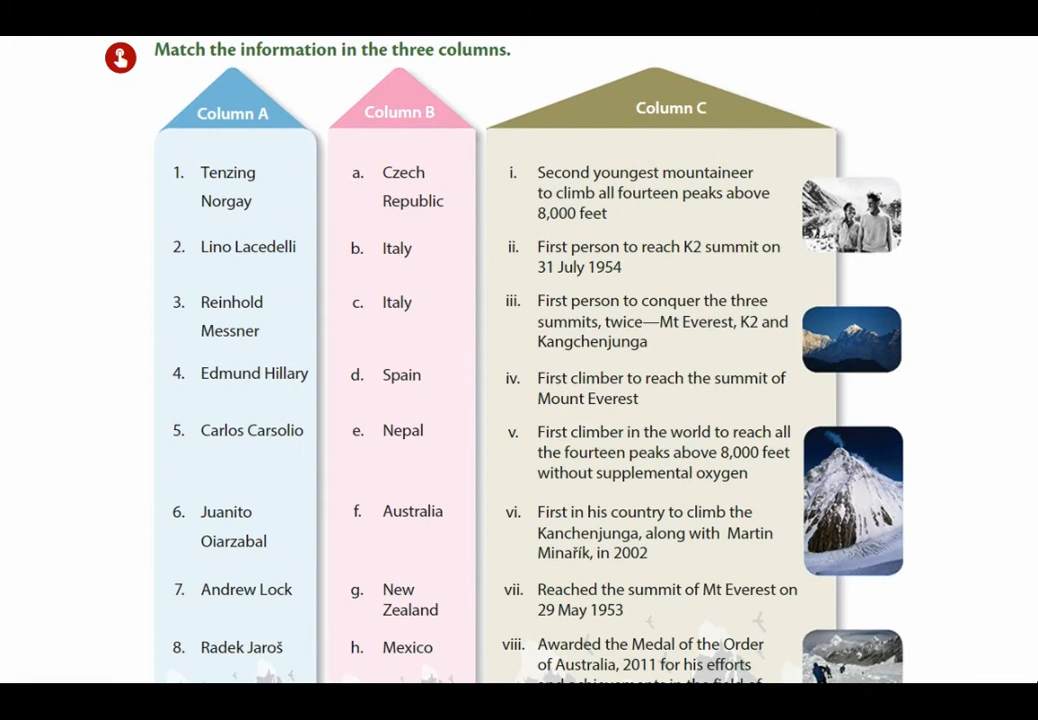 Match the information in the three columns.
Column A
Column B
Column C
1. Tenzing
Norgay
2. Lino Lacedelli
3. Reinhold
Messner
4. Edmund Hillary
5. Carlos Carsolio
6. Juanito
Oiarzabal
7. Andrew Lock
8. Radek Jaroš
a. Czech
Republic
b. Italy
c. Italy
d. Spain
e. Nepal
f. Australia
g. New
Zealand
h. Mexico
i. Second youngest mountaineer
to climb all fourteen peaks above
8,000 feet
ii. First person to reach K2 summit on
31 July 1954
iii. First person to conquer the three
summits, twice—Mt Everest, K2 and
Kangchenjunga
iv. First climber to reach the summit of
Mount Everest
v. First climber in the world to reach all
the fourteen peaks above 8,000 feet
without supplemental oxygen
vi. First in his country to climb the
Kanchenjunga, along with Martin
Minařík, in 2002
vii. Reached the summit of Mt Everest on
29 May 1953
viii. Awarded the Medal of the Order
of Australia, 2011 for his efforts
and achievements in the field of